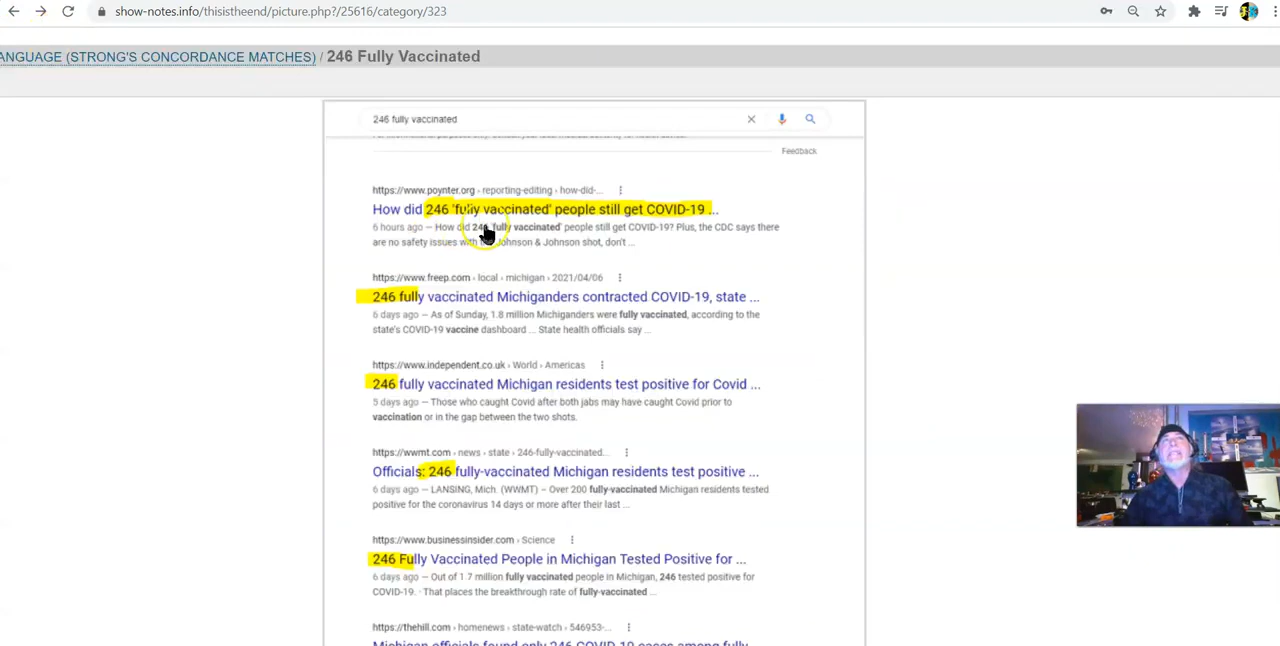 show-notes.info/thisistheend/picture.php?/25616/category/323
ANGUAGE (STRONG'S CONCORDANCE MATCHES) / 246 Fully Vaccinated
246 fully vaccinated
Feedback
https://www.poynter.org › reporting-editing › how-did-...
How did 246 'fully vaccinated' people still get COVID-19 ...
6 hours ago — How did 246 'fully vaccinated' people still get COVID-19? Plus, the CDC says there
are no safety issues with the Johnson & Johnson shot, don't ...
https://www.freep.com › local › michigan › 2021/04/06
246 fully vaccinated Michiganders contracted COVID-19, state ...
6 days ago — As of Sunday, 1.8 million Michiganders were fully vaccinated, according to the
state's COVID-19 vaccine dashboard ... State health officials say ...
https://www.independent.co.uk › World › Americas
246 fully vaccinated Michigan residents test positive for Covid ...
5 days ago — Those who caught Covid after both jabs may have caught Covid prior to
vaccination or in the gap between the two shots.
https://www.wwmt.com › news › state › 246-fully-vaccinated...
Officials: 246 fully-vaccinated Michigan residents test positive ...
6 days ago — LANSING, Mich. (WWMT) – Over 200 fully-vaccinated Michigan residents tested
positive for the coronavirus 14 days or more after their last ...
https://www.businessinsider.com › Science
246 Fully Vaccinated People in Michigan Tested Positive for ...
6 days ago — Out of 1.7 million fully vaccinated people in Michigan, 246 tested positive for
COVID-19. · That places the breakthrough rate of fully-vaccinated ...
https://thehill.com › homenews › state-watch › 546953-...
Michigan officials found only 246 COVID-19 cases among fully